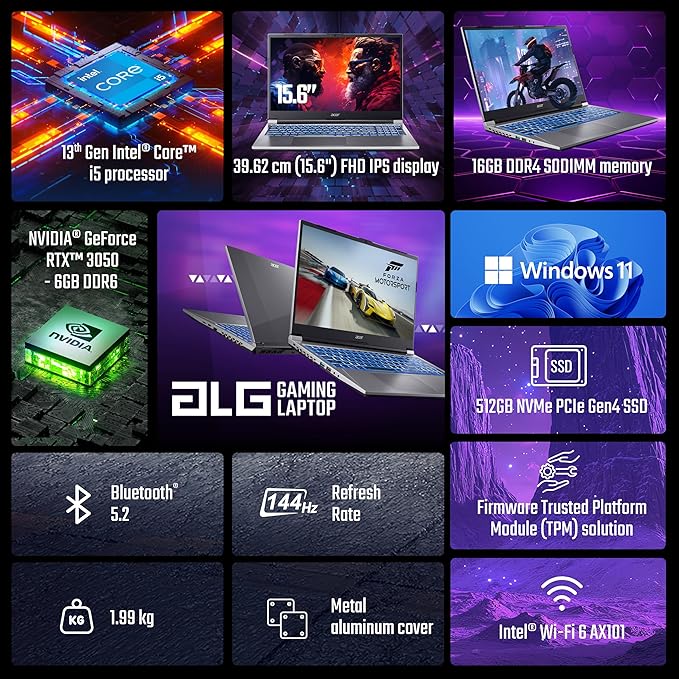 intel
CORE
i5
13th Gen Intel® Core™
i5 processor
15.6"
acer
39.62 cm (15.6") FHD IPS display
acer
16GB DDR4 SODIMM memory
NVIDIA® GeForce
RTX™ 3050
- 6GB DDR6
NVIDIA
acer
FORZA
MOTORSPORT
acer
ALG GAMING
LAPTOP
Windows 11
SSD
512GB NVMe PCIe Gen4 SSD
Bluetooth®
5.2
144Hz
Refresh
Rate
Firmware Trusted Platform
Module (TPM) solution
KG
1.99 kg
Metal
aluminum cover
Intel® Wi-Fi 6 AX101